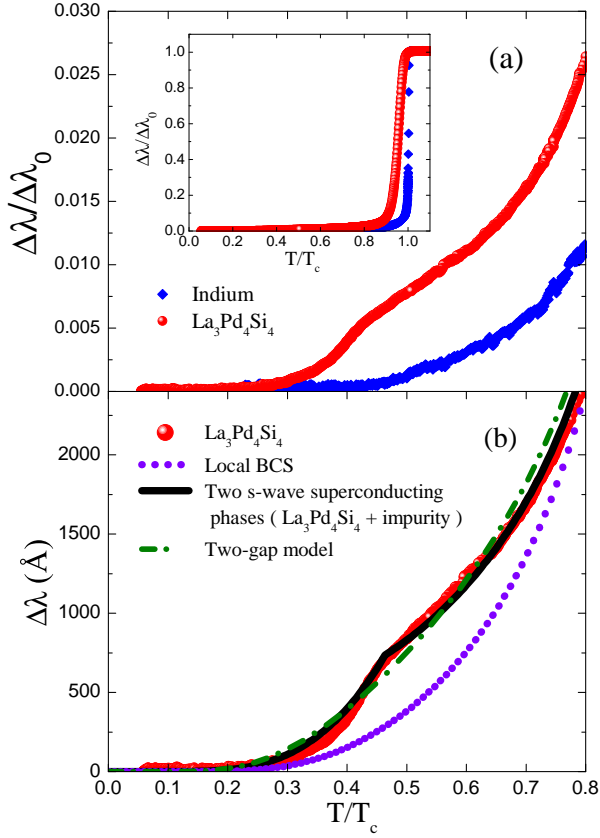 (a)
0.030
0.025
0.020
0.015
0.010
0.005
0.000
Δλ/Δλ₀
1.0
0.8
0.6
0.4
0.2
0.0
Δλ/Δλ₀
0.0 0.2 0.4 0.6 0.8 1.0
T/T_c
Indium
La₃Pd₄Si₄
(b)
2000
1500
1000
500
0
Δλ (Å)
La₃Pd₄Si₄
Local BCS
Two s-wave superconducting
phases ( La₃Pd₄Si₄ + impurity )
Two-gap model
0.0 0.1 0.2 0.3 0.4 0.5 0.6 0.7 0.8
T/T_c